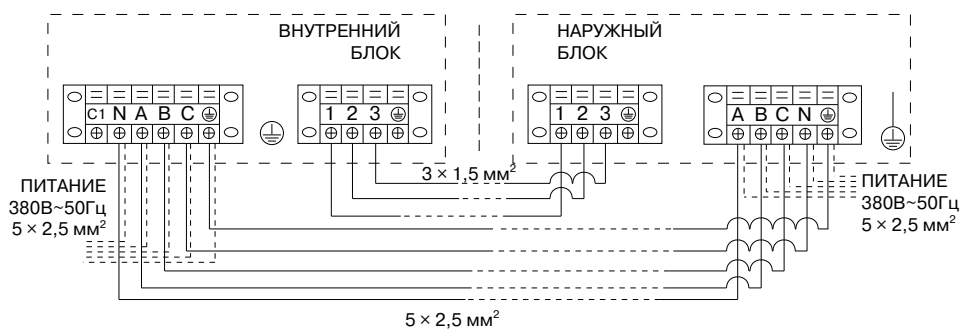 ВНУТРЕННИЙ
БЛОК
НАРУЖНЫЙ
БЛОК
C1 N A B C
1 2 3
1 2 3
A B C N
3 × 1,5 мм²
ПИТАНИЕ
380В~50Гц
5 × 2,5 мм²
ПИТАНИЕ
380В~50Гц
5 × 2,5 мм²
5 × 2,5 мм²